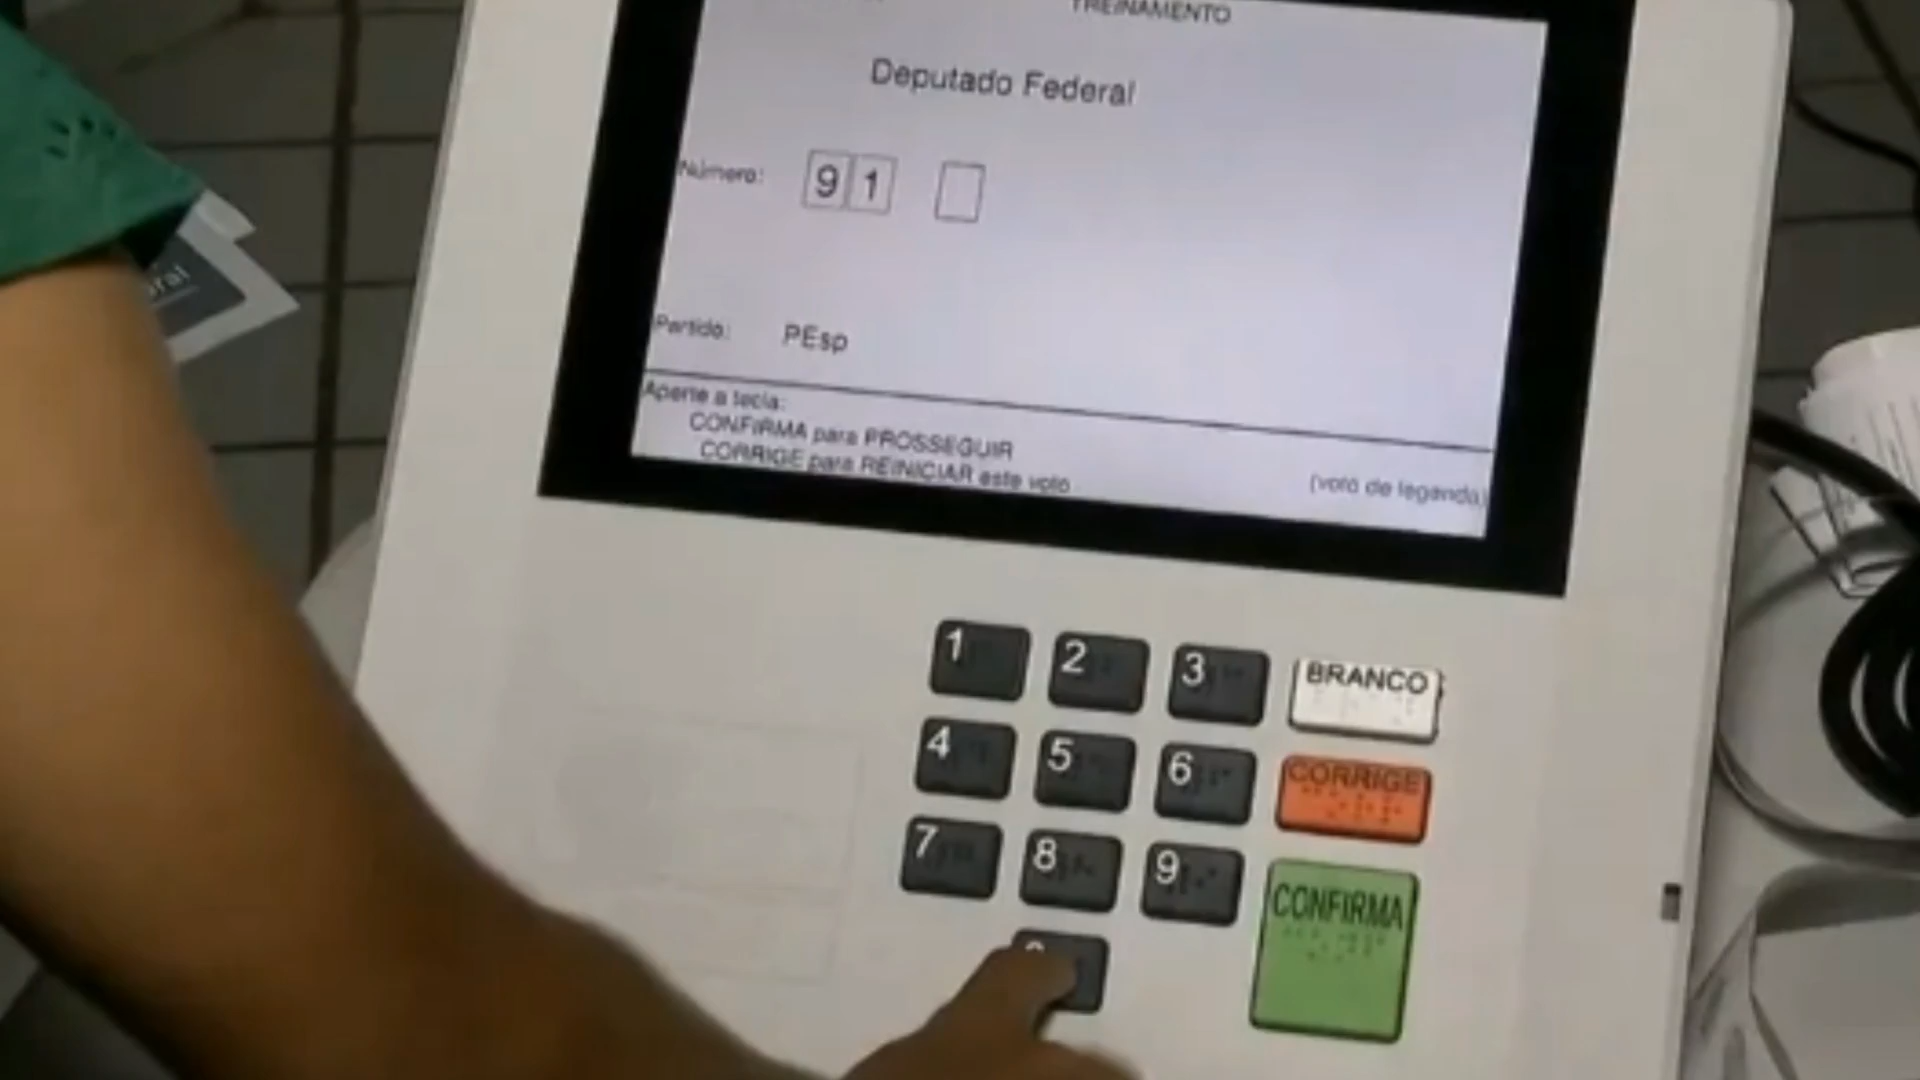 TREINAMENTO
Deputado Federal
Número: 9 1
Partido: PEsp
Aperte a tecla:
CONFIRMA para PROSSEGUIR
CORRIGE para REINICIAR este voto
(voto de legenda)
1 2 3 BRANCO
4 5 6 CORRIGE
7 8 9 CONFIRMA